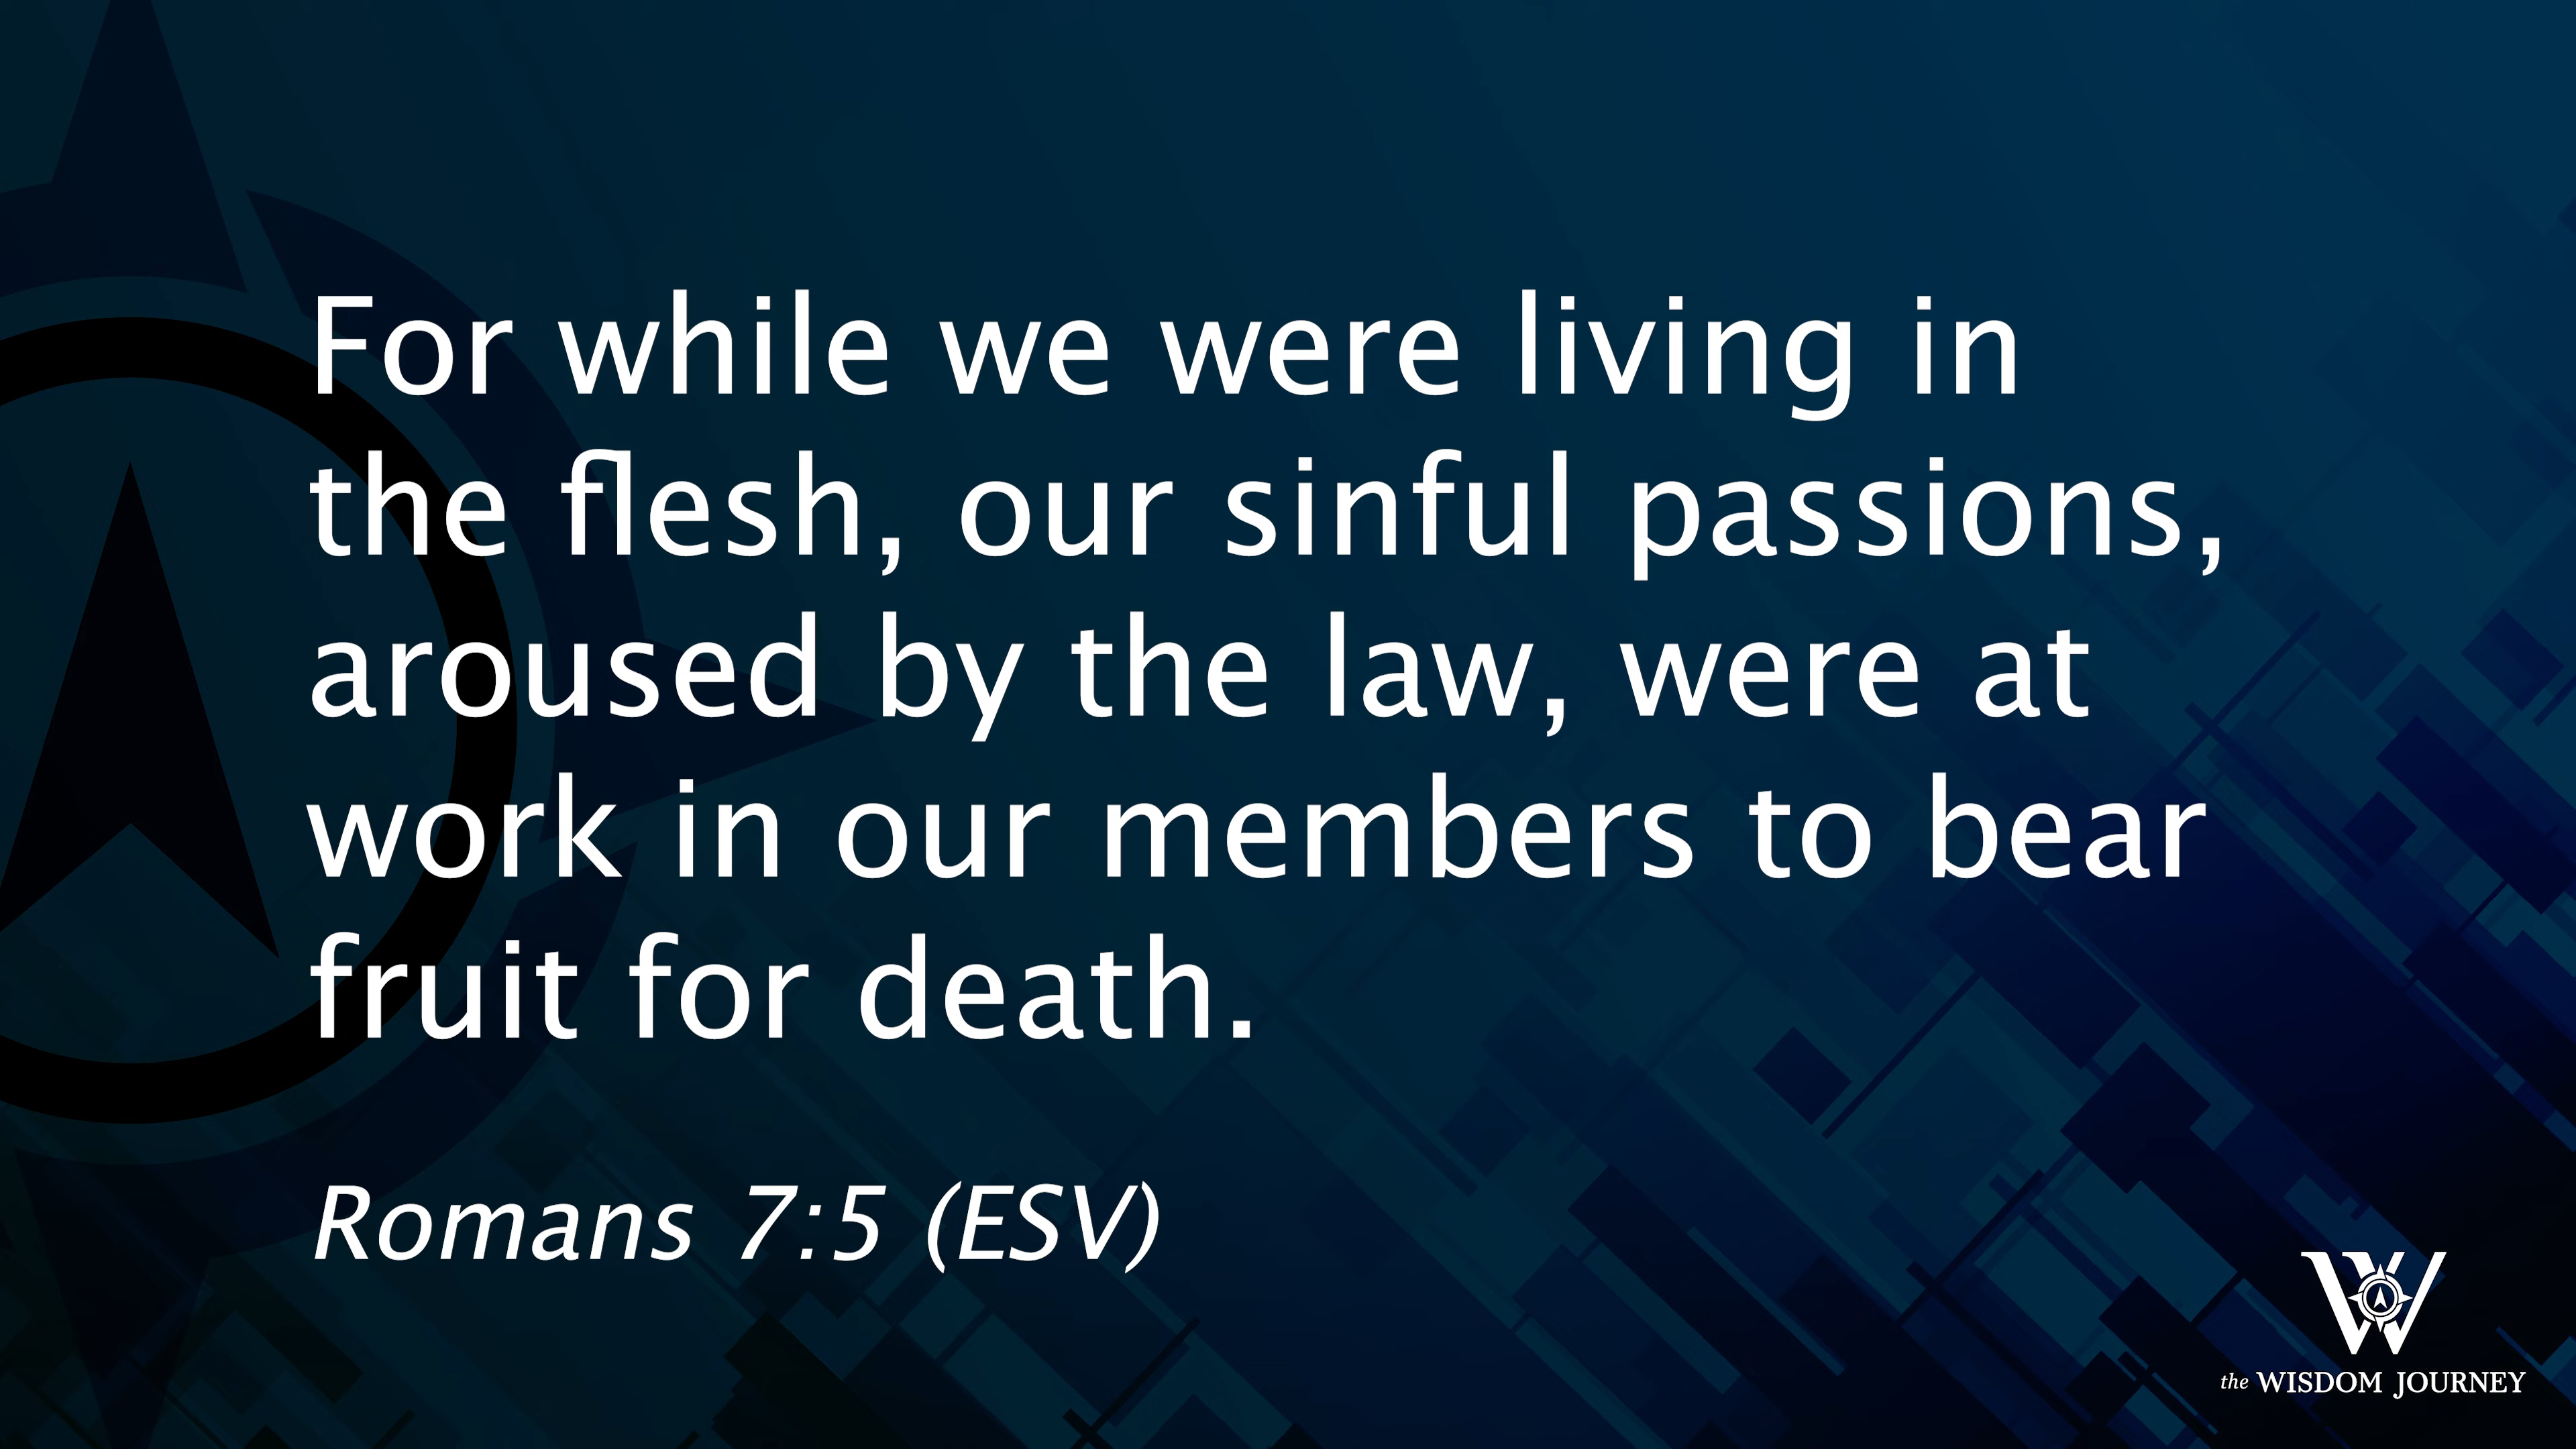 For while we were living in
the flesh, our sinful passions,
aroused by the law, were at
work in our members to bear
fruit for death.
Romans 7:5 (ESV)
W
the WISDOM JOURNEY